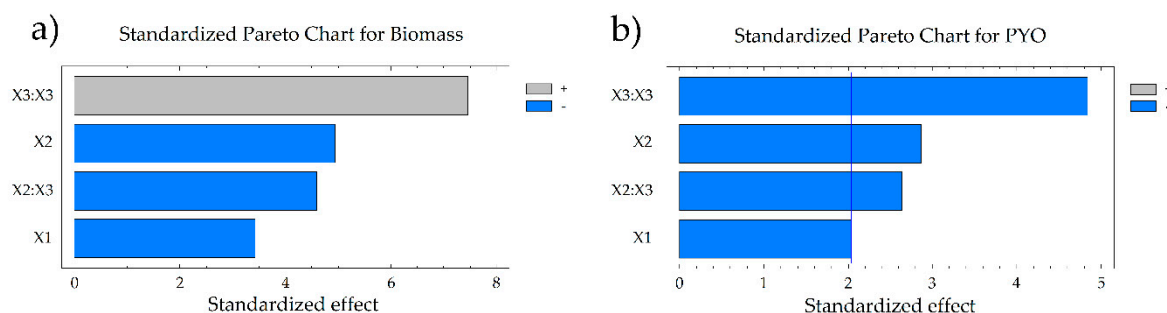 a)
Standardized Pareto Chart for Biomass
X3:X3
X2
X2:X3
X1
+
-
0 2 4 6 8
Standardized effect
b)
Standardized Pareto Chart for PYO
X3:X3
X2
X2:X3
X1
0 1 2 3 4 5
Standardized effect